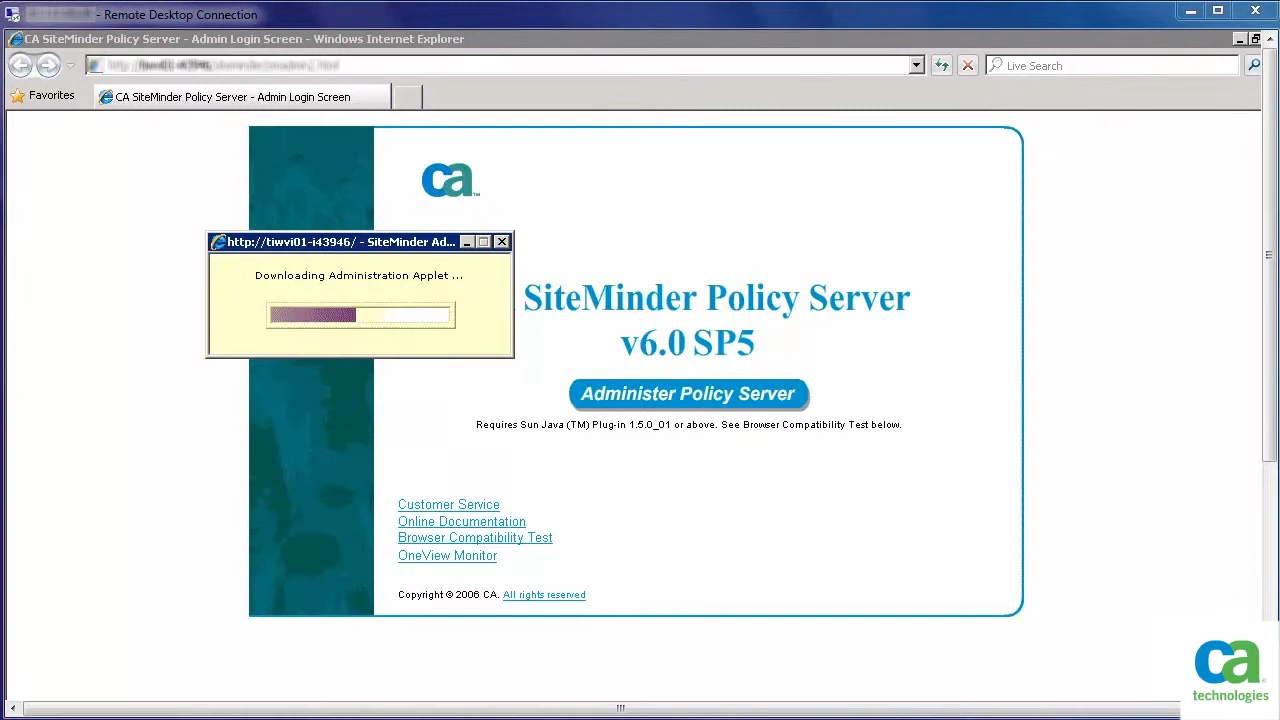 - Remote Desktop Connection
CA SiteMinder Policy Server - Admin Login Screen - Windows Internet Explorer
Live Search
Favorites
CA SiteMinder Policy Server - Admin Login Screen
ca™
http://tiwvi01-i43946/ - SiteMinder Ad...
Downloading Administration Applet ...
SiteMinder Policy Server
v6.0 SP5
Administer Policy Server
Requires Sun Java (TM) Plug-in 1.5.0_01 or above. See Browser Compatibility Test below.
Customer Service
Online Documentation
Browser Compatibility Test
OneView Monitor
Copyright © 2006 CA. All rights reserved
ca
technologies